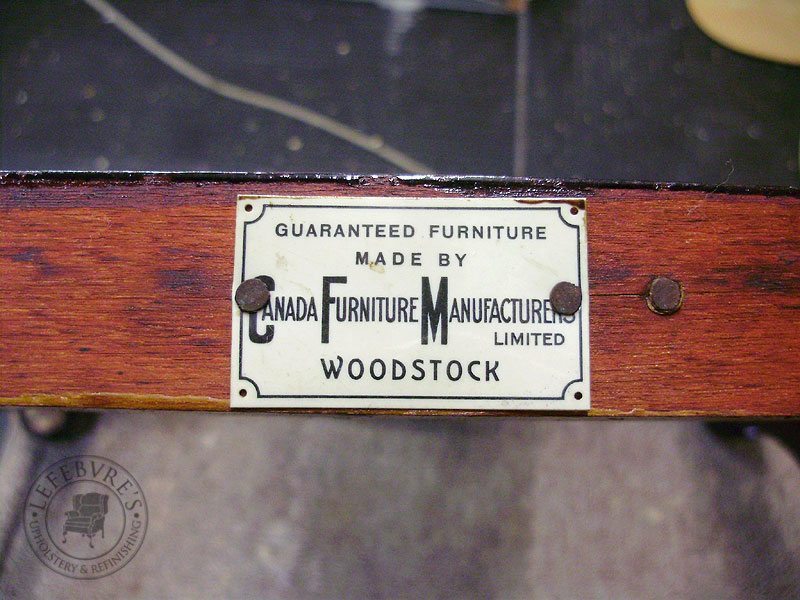 GUARANTEED FURNITURE
MADE BY
CANADA FURNITURE MANUFACTURERS
LIMITED
WOODSTOCK
LEFEBVRE'S
UPHOLSTERY & REFINISHING